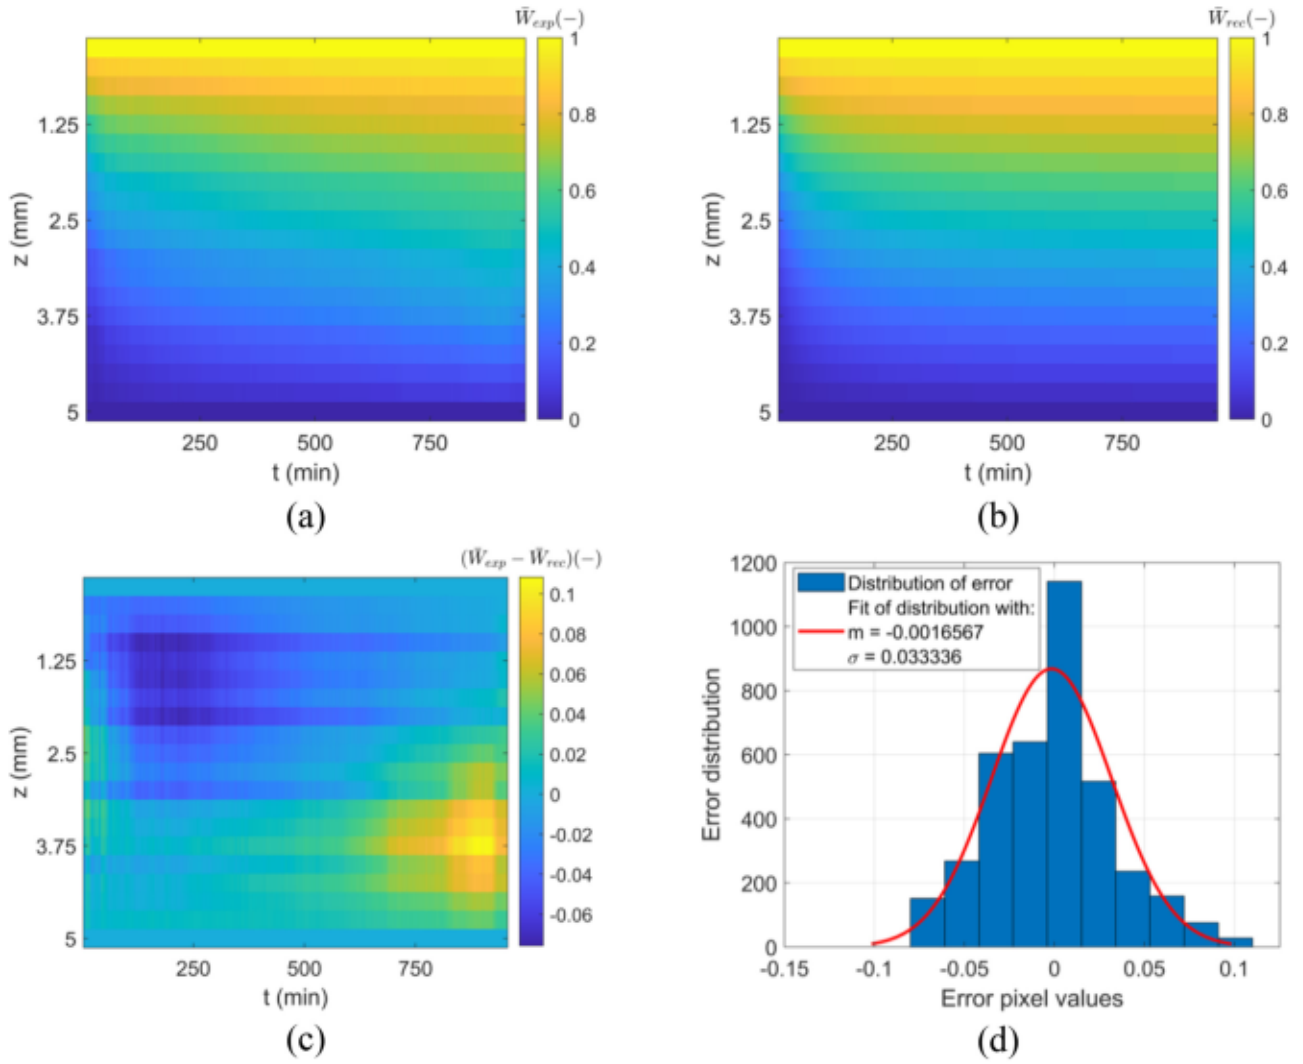 W̄exp(−)
1
0.8
0.6
0.4
0.2
0
1.25
2.5
3.75
5
z (mm)
250 500 750
t (min)
(a)
W̄rec(−)
1
0.8
0.6
0.4
0.2
0
1.25
2.5
3.75
5
z (mm)
250 500 750
t (min)
(b)
(W̄exp − W̄rec)(−)
0.1
0.08
0.06
0.04
0.02
0
-0.02
-0.04
-0.06
1.25
2.5
3.75
5
z (mm)
250 500 750
t (min)
(c)
1200
1000
800
600
400
200
0
Error distribution
Distribution of error
Fit of distribution with:
m = -0.0016567
σ = 0.033336
-0.15 -0.1 -0.05 0 0.05 0.1
Error pixel values
(d)